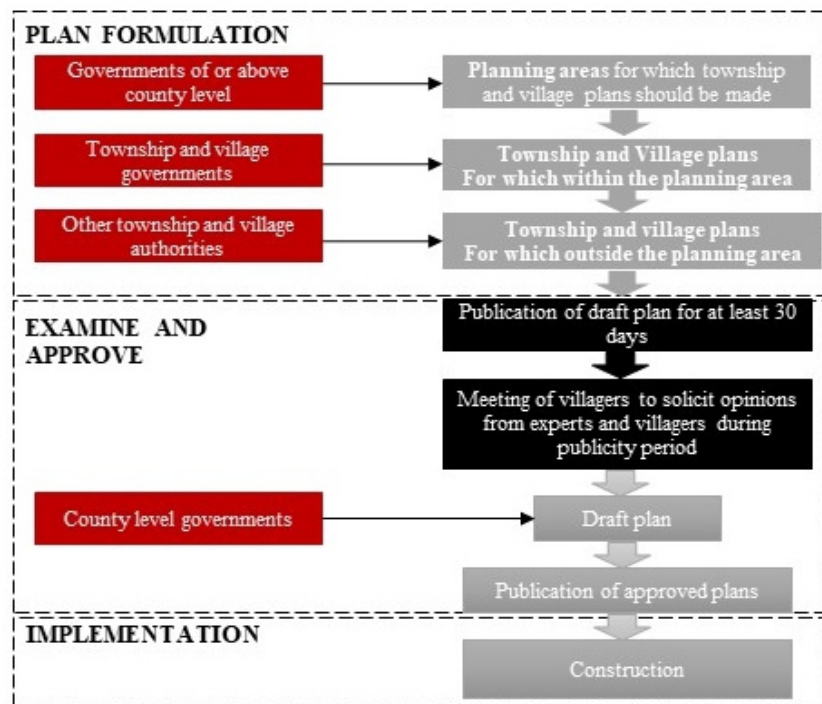 PLAN FORMULATION
Governments of or above
county level
Planning areas for which township
and village plans should be made
Township and village
governments
Township and Village plans
For which within the planning area
Other township and village
authorities
Township and village plans
For which outside the planning area
EXAMINE AND
APPROVE
Publication of draft plan for at least 30
days
Meeting of villagers to solicit opinions
from experts and villagers during
publicity period
County level governments
Draft plan
Publication of approved plans
IMPLEMENTATION
Construction